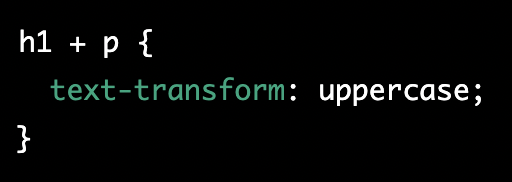 h1 + p {
  text-transform: uppercase;
}